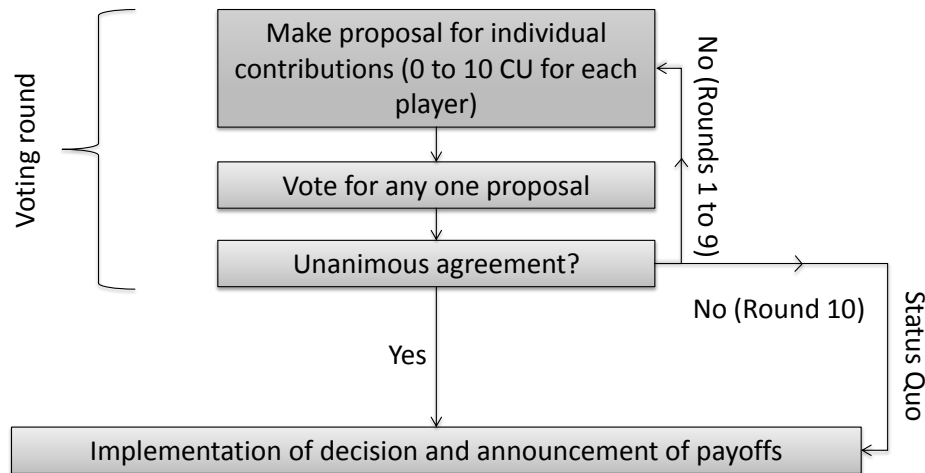 Voting round
Make proposal for individual
contributions (0 to 10 CU for each
player)
Vote for any one proposal
Unanimous agreement?
No (Rounds 1
to 9)
No (Round 10)
Status Quo
Yes
Implementation of decision and announcement of payoffs